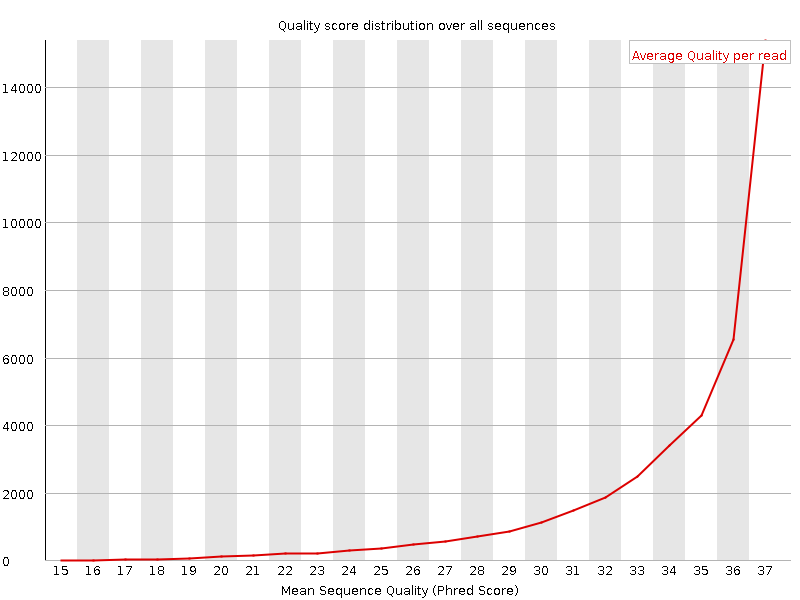 Quality score distribution over all sequences
Average Quality per read
14000
12000
10000
8000
6000
4000
2000
0
15 16 17 18 19 20 21 22 23 24 25 26 27 28 29 30 31 32 33 34 35 36 37
Mean Sequence Quality (Phred Score)